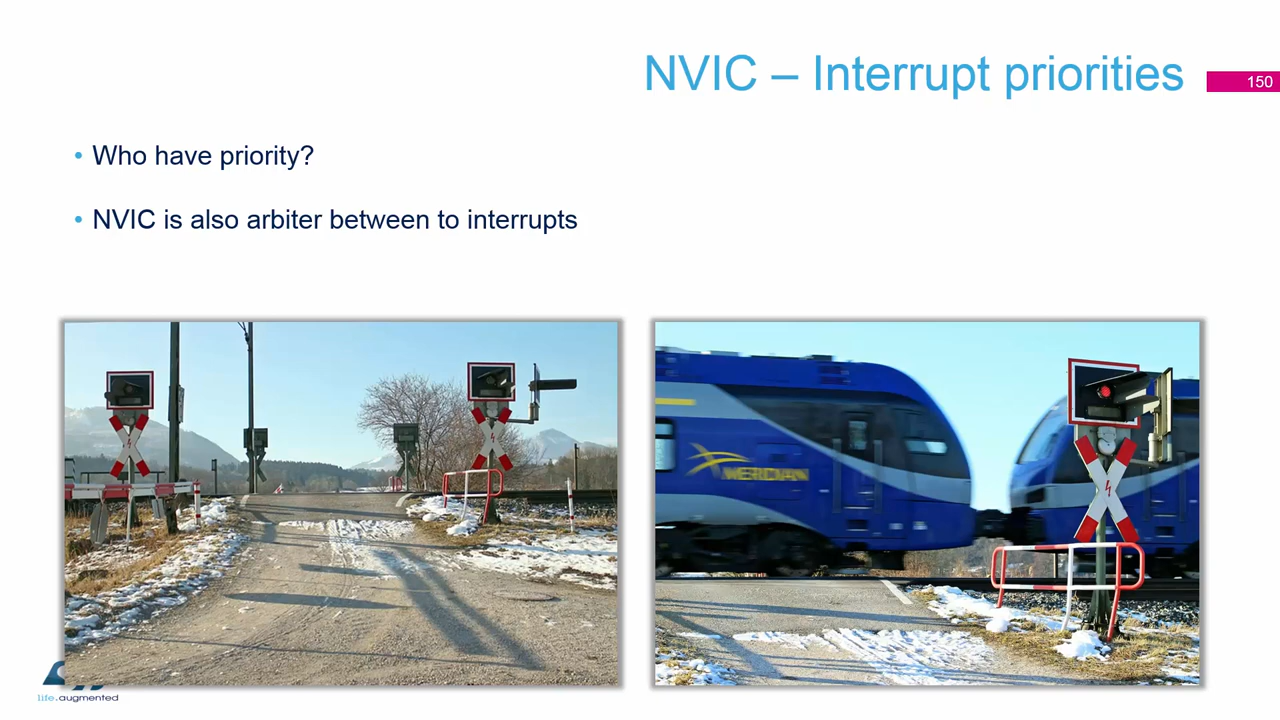 NVIC – Interrupt priorities
150
• Who have priority?
• NVIC is also arbiter between to interrupts
MERIDIAN
life.augmented